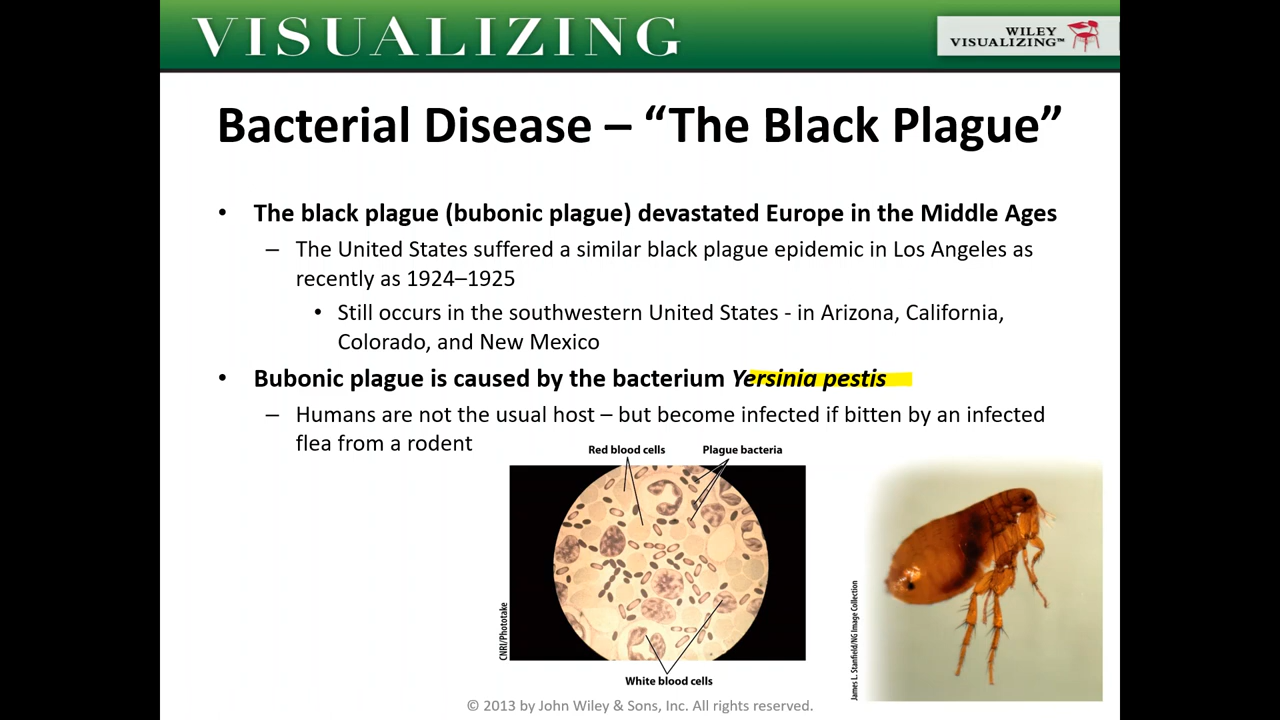 VISUALIZING
WILEY
VISUALIZING™
Bacterial Disease – “The Black Plague”
• The black plague (bubonic plague) devastated Europe in the Middle Ages
– The United States suffered a similar black plague epidemic in Los Angeles as
recently as 1924–1925
• Still occurs in the southwestern United States - in Arizona, California,
Colorado, and New Mexico
• Bubonic plague is caused by the bacterium Yersinia pestis
– Humans are not the usual host – but become infected if bitten by an infected
flea from a rodent
Red blood cells
Plague bacteria
CNRI/Phototake
White blood cells
James L. Stanfield/NG Image Collection
© 2013 by John Wiley & Sons, Inc. All rights reserved.